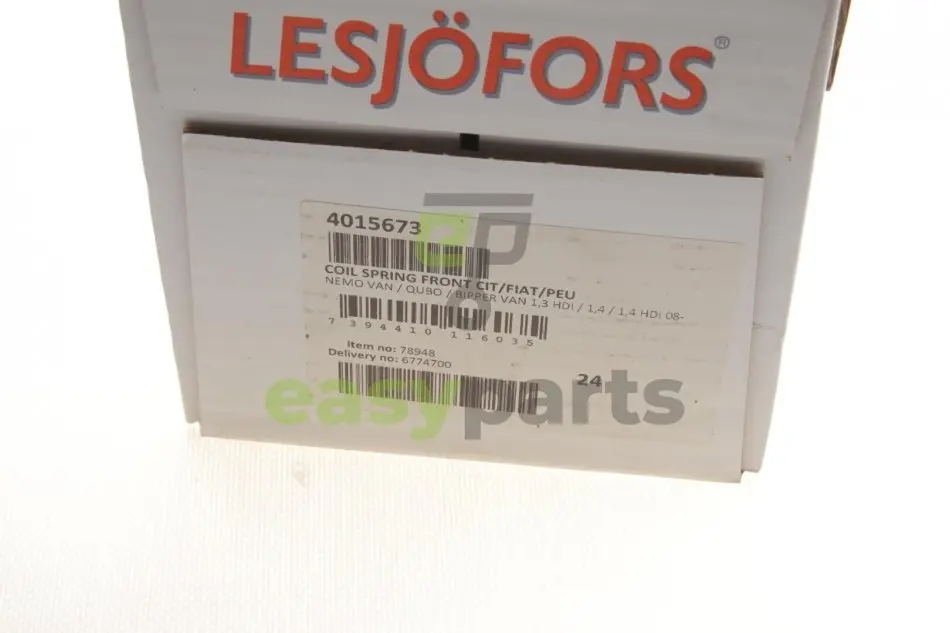 LESJÖFORS®
4015673
COIL SPRING FRONT CIT/FIAT/PEU
NEMO VAN / QUBO / BIPPER VAN 1,3 HDI / 1,4 / 1,4 HDI 08-
7 394410 116035
Item no: 78948
Delivery no: 6774700
24
ep
easyparts